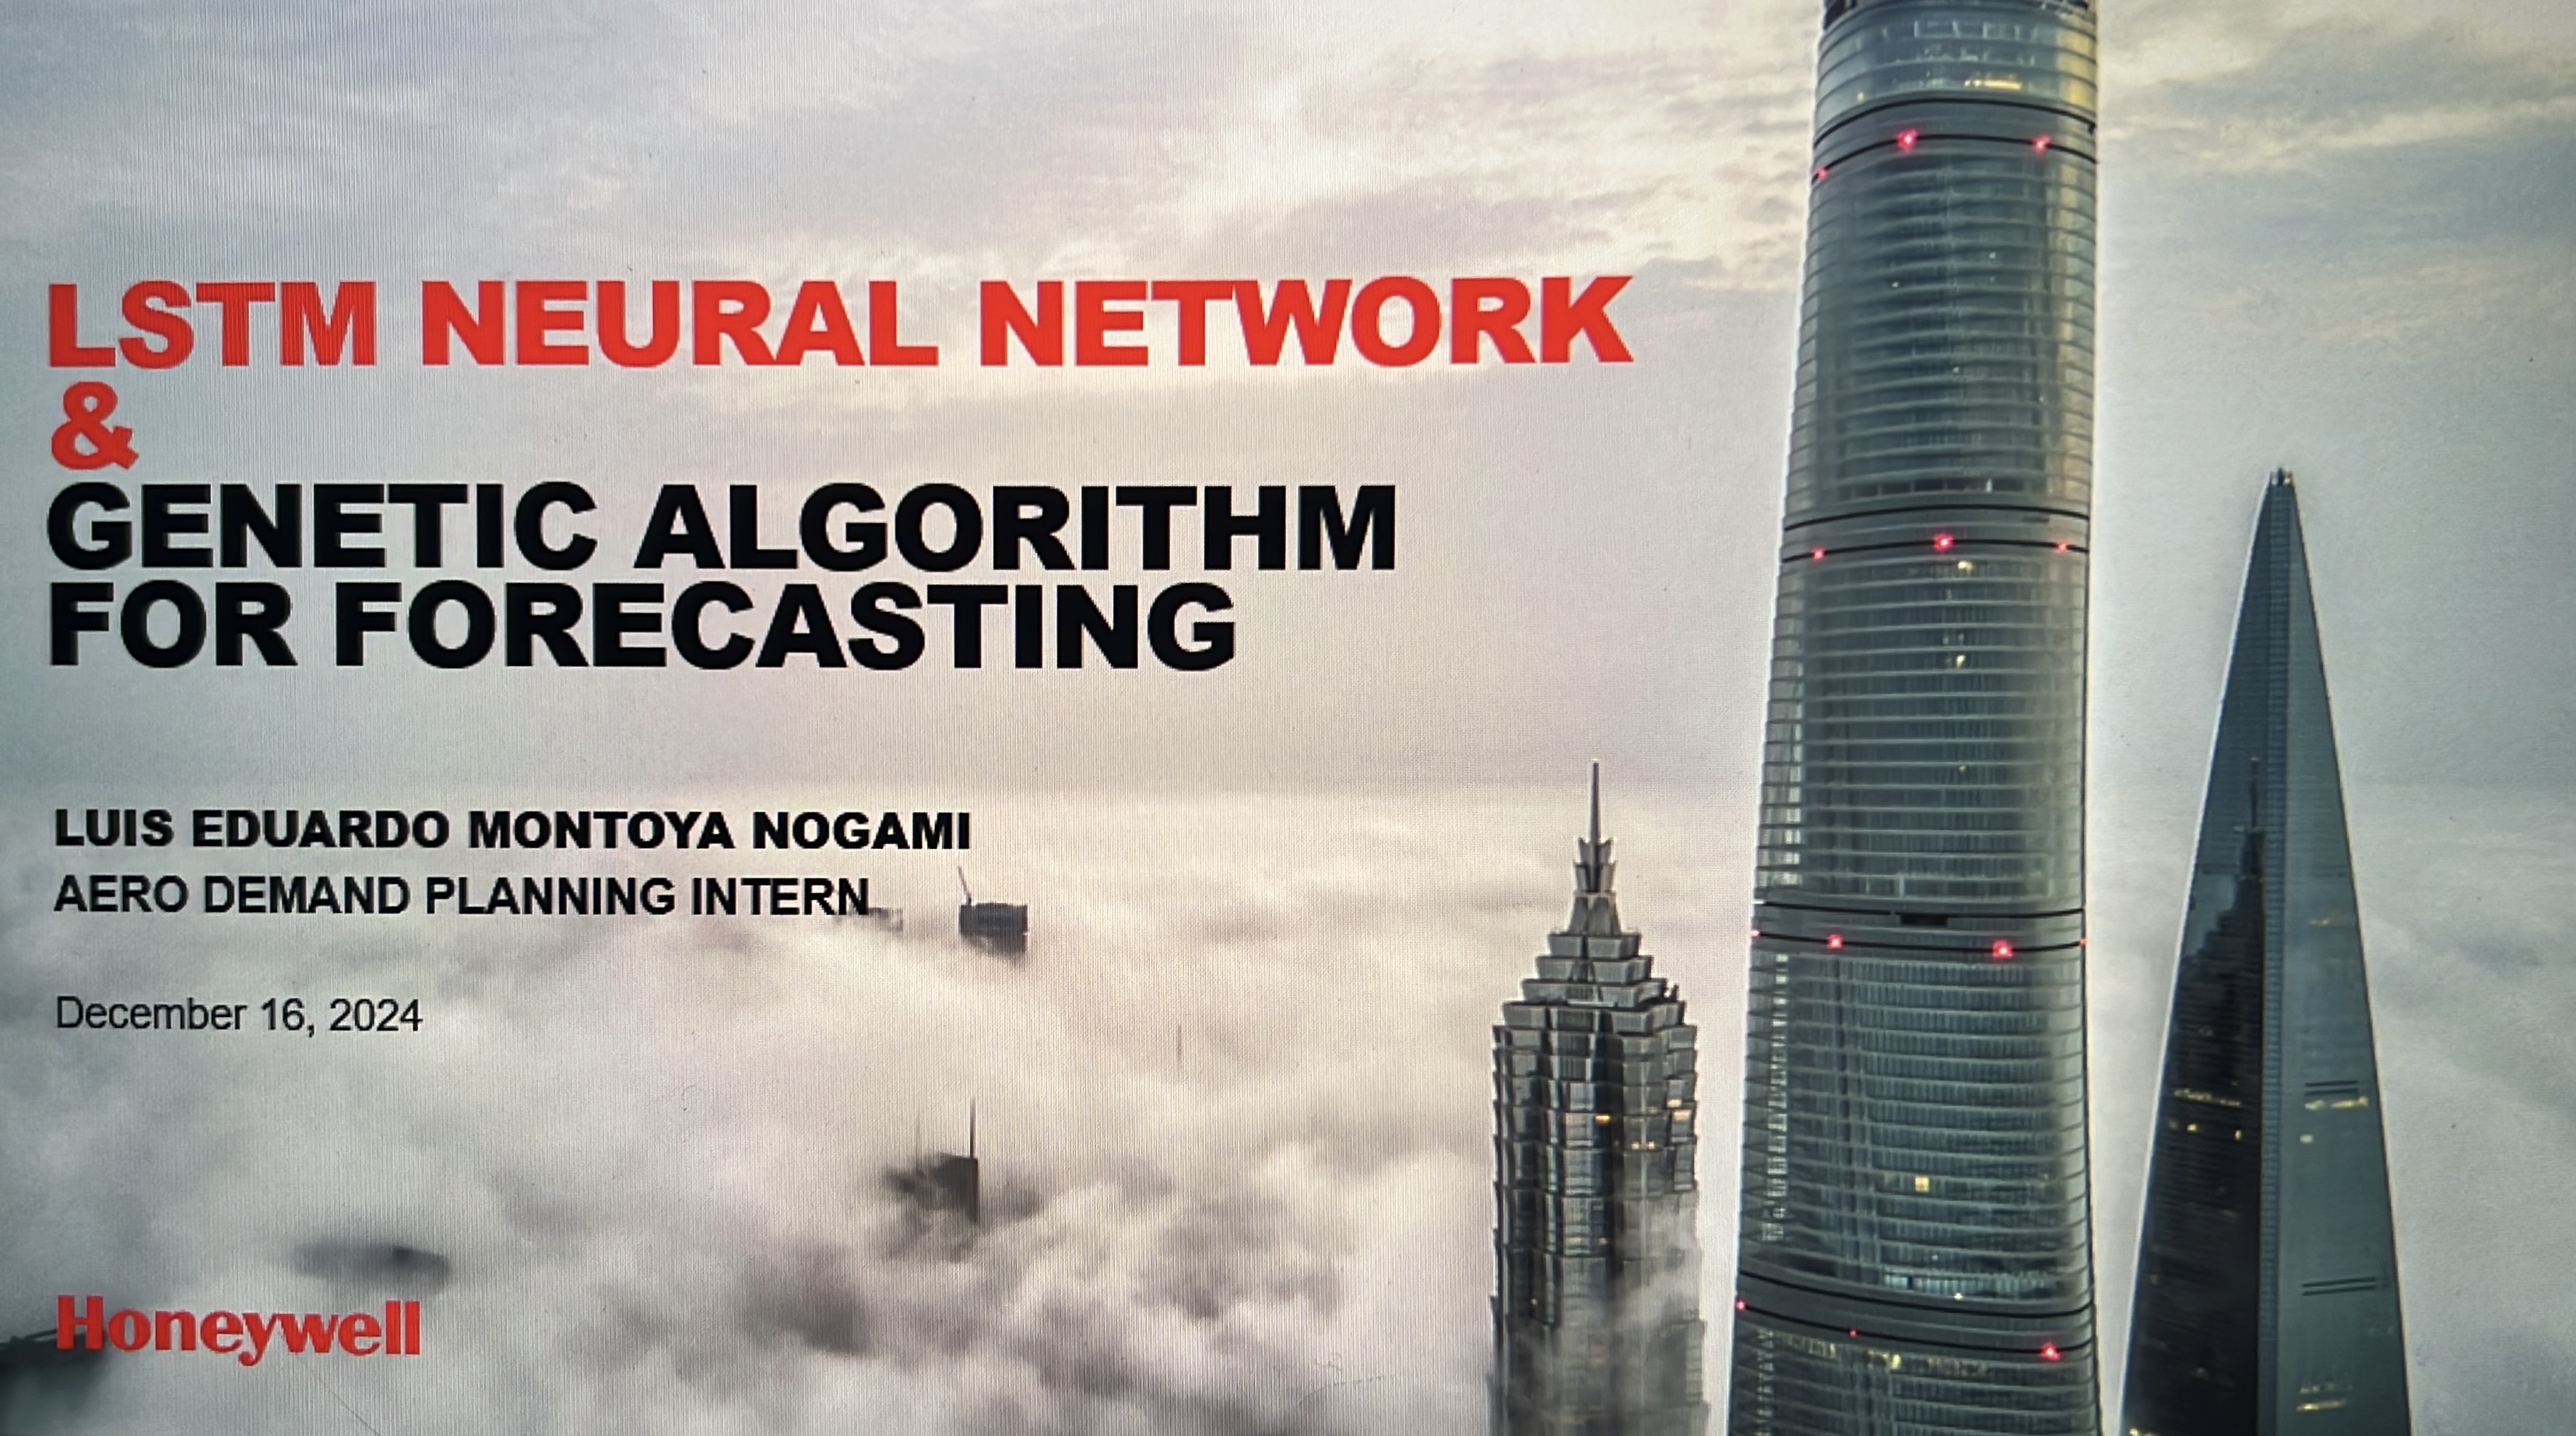 LSTM NEURAL NETWORK
&
GENETIC ALGORITHM
FOR FORECASTING
LUIS EDUARDO MONTOYA NOGAMI
AERO DEMAND PLANNING INTERN
December 16, 2024
Honeywell